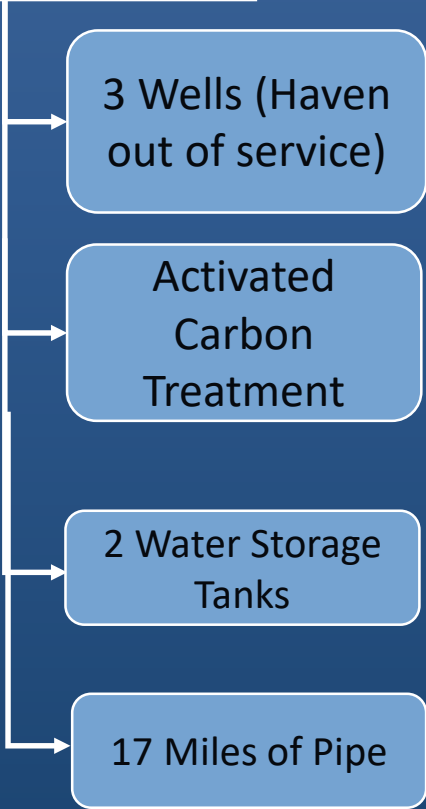 3 Wells (Haven
out of service)
Activated
Carbon
Treatment
2 Water Storage
Tanks
17 Miles of Pipe